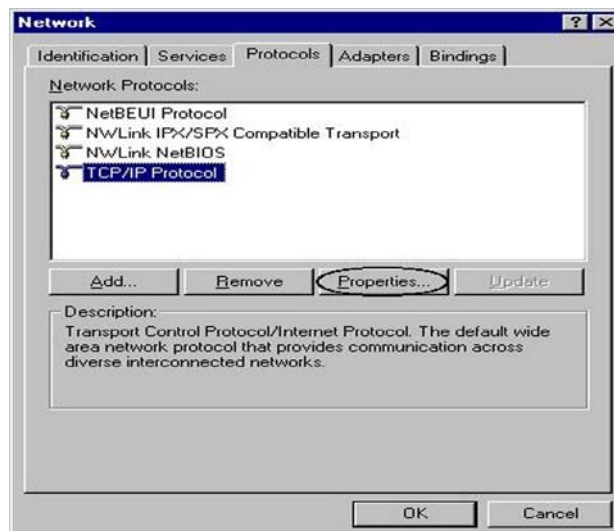 Network
Identification Services Protocols Adapters Bindings
Network Protocols:
NetBEUI Protocol
NWLink IPX/SPX Compatible Transport
NWLink NetBIOS
TCP/IP Protocol
Add... Remove Properties... Update
Description:
Transport Control Protocol/Internet Protocol. The default wide
area network protocol that provides communication across
diverse interconnected networks.
OK Cancel